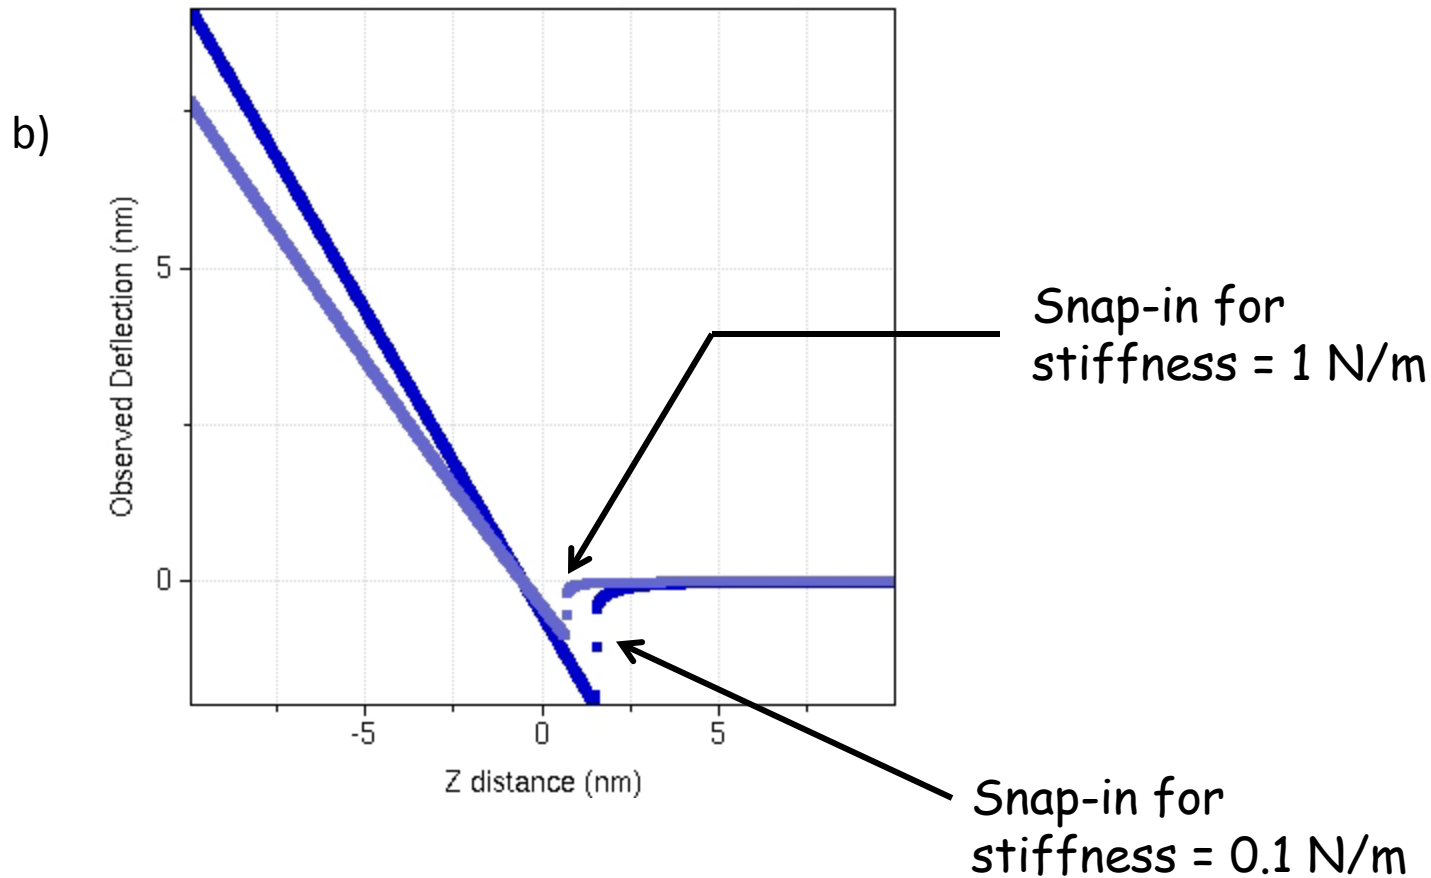 b)
Observed Deflection (nm)
5
0
-5
0
5
Z distance (nm)
Snap-in for
stiffness = 1 N/m
Snap-in for
stiffness = 0.1 N/m